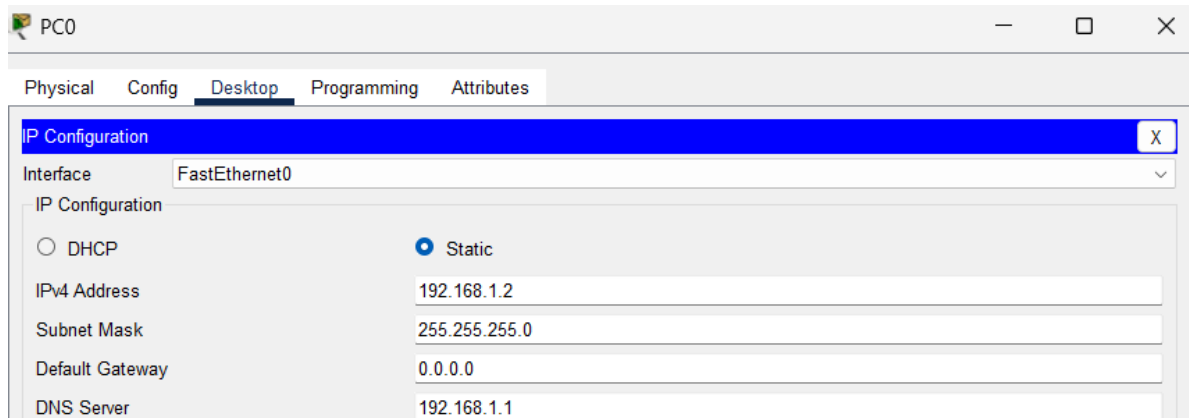 PC0
Physical Config Desktop Programming Attributes
IP Configuration X
Interface FastEthernet0
IP Configuration
DHCP Static
IPv4 Address 192.168.1.2
Subnet Mask 255.255.255.0
Default Gateway 0.0.0.0
DNS Server 192.168.1.1